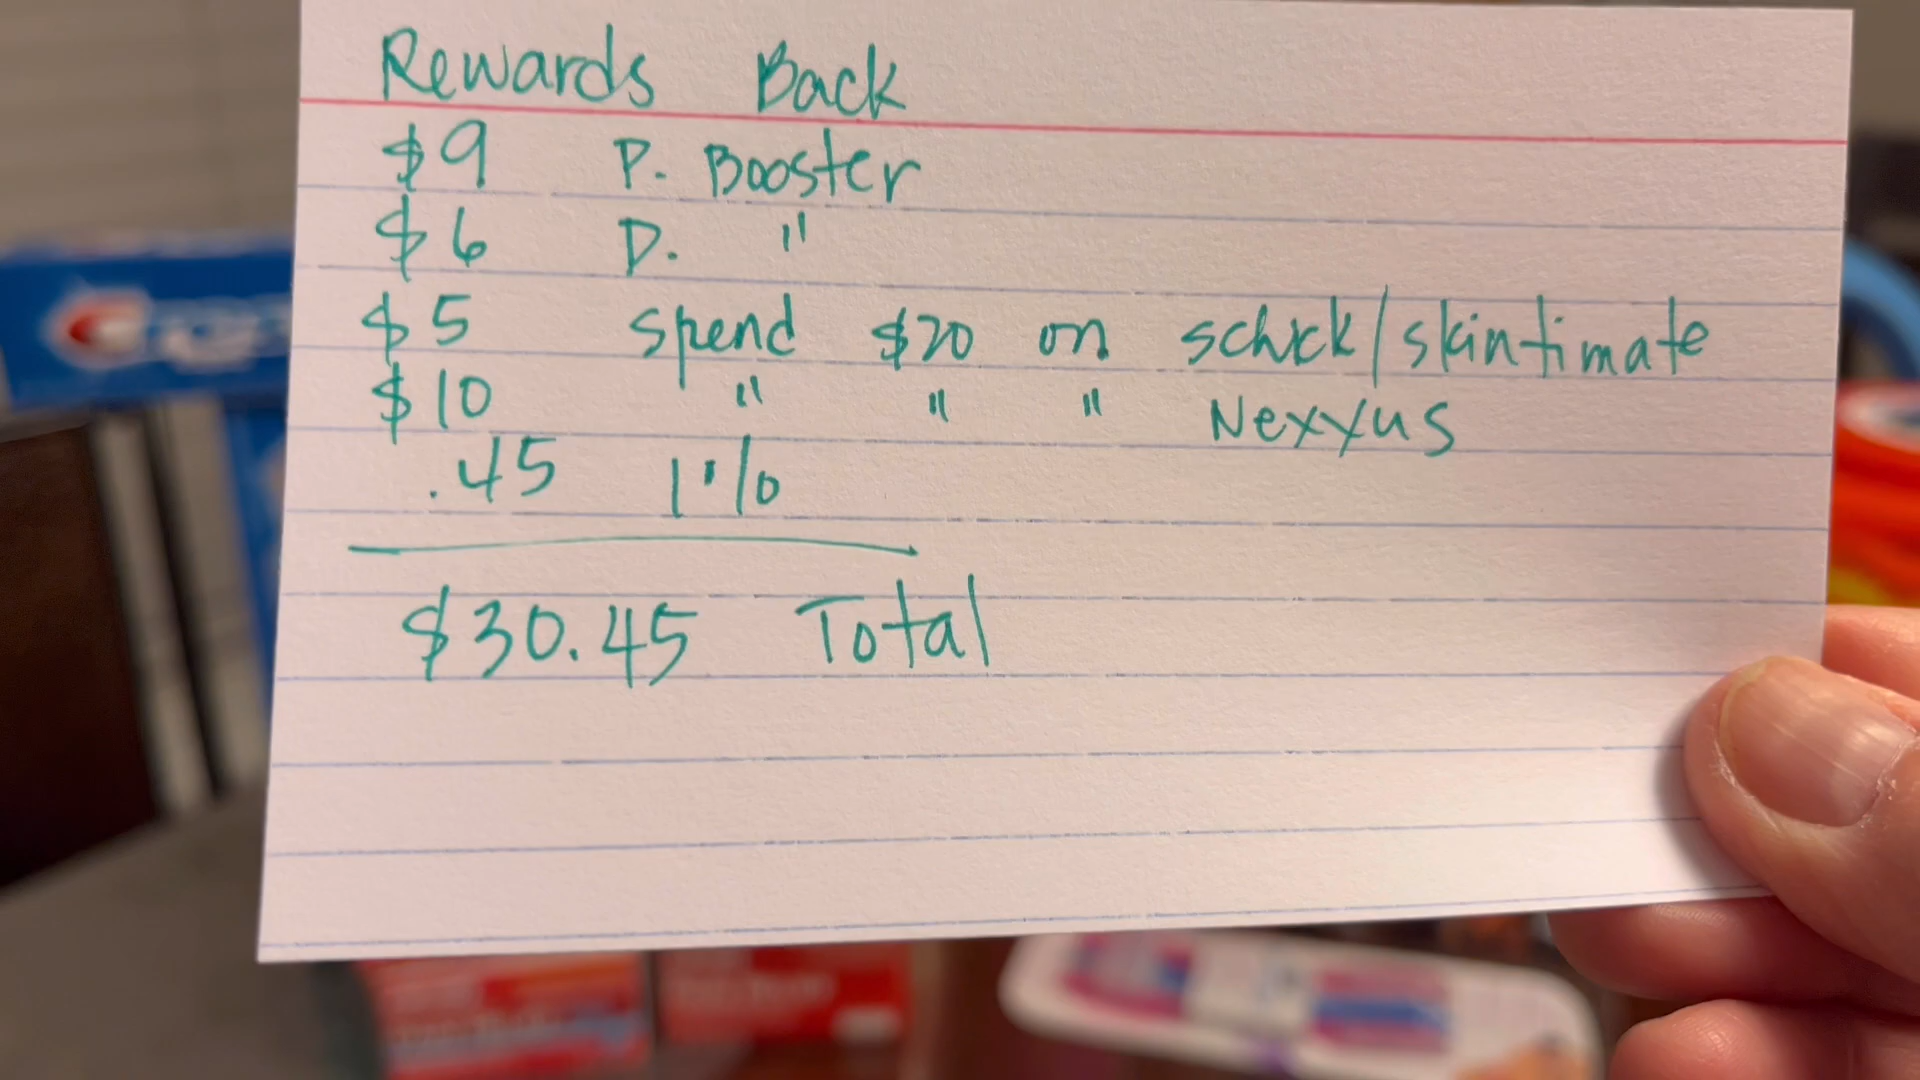 Rewards Back
$9 P. Booster
$6 D. "
$5 spend $20 on schick/skintimate
$10 " " " Nexxus
.45 1%
$30.45 Total